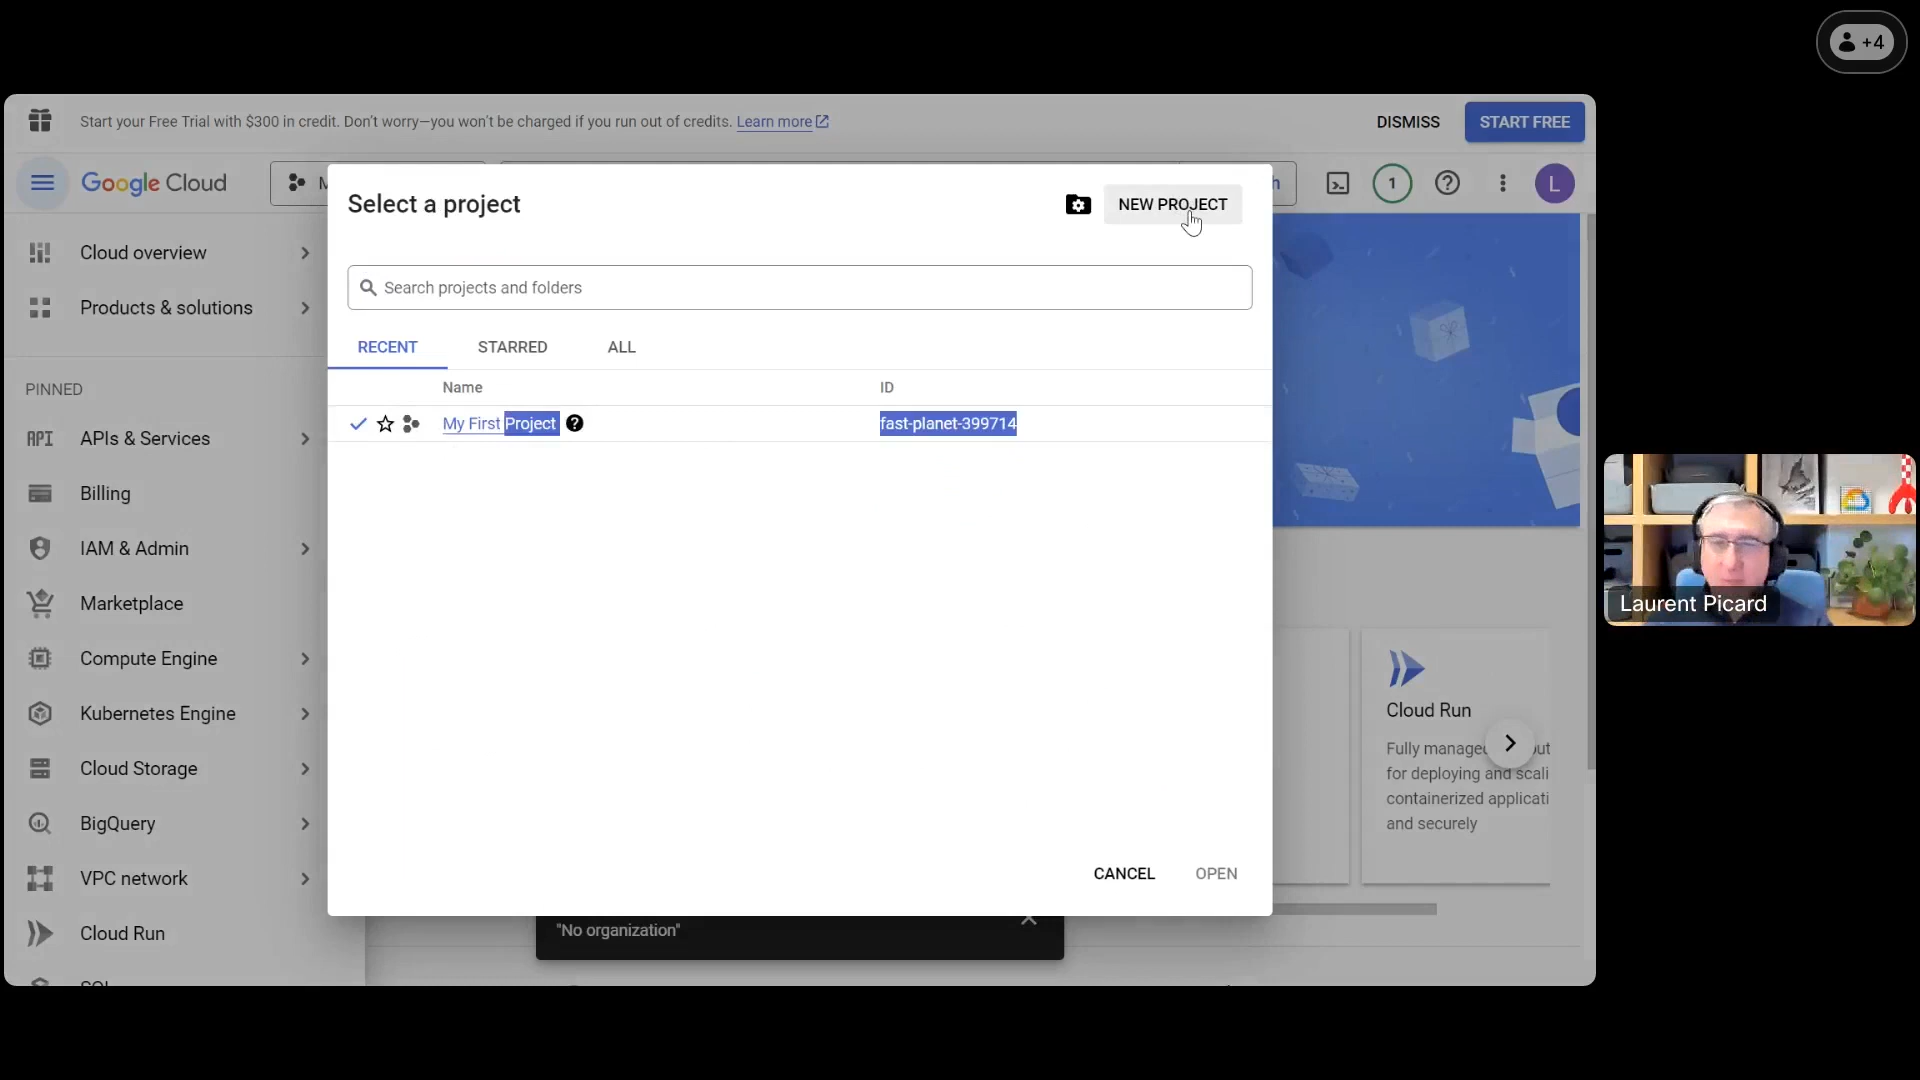 +4
Start your Free Trial with $300 in credit. Don't worry—you won't be charged if you run out of credits. Learn more
DISMISS
START FREE
Google Cloud
M
h
1
L
Select a project
NEW PROJECT
Search projects and folders
RECENT
STARRED
ALL
Name
ID
My First Project
fast-planet-399714
CANCEL
OPEN
Cloud overview
Products & solutions
PINNED
API
APIs & Services
Billing
IAM & Admin
Marketplace
Compute Engine
Kubernetes Engine
Cloud Storage
BigQuery
VPC network
Cloud Run
"No organization"
Cloud Run
Fully manage
for deploying and scali
containerized applicati
and securely
Laurent Picard